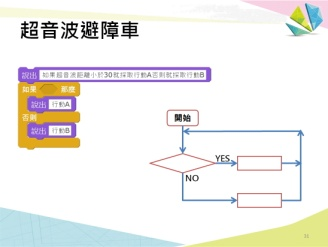 超音波避障車
說出 如果超音波距離小於30就採取行動A否則就採取行動B
如果 那麼
說出 行動A
否則
說出 行動B
開始
YES
NO